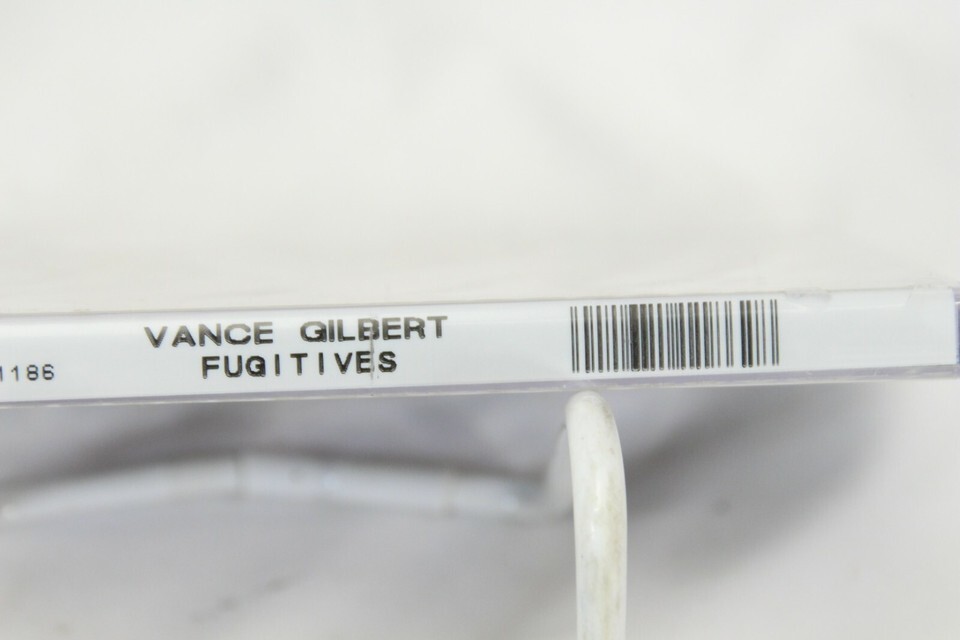 VANCE GILBERT
FUGITIVES
1186